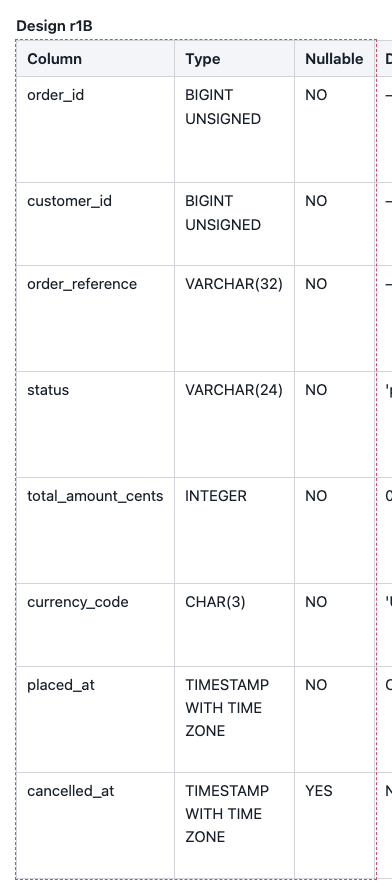 Design r1B
Column Type Nullable
order_id BIGINT NO –
UNSIGNED
customer_id BIGINT NO –
UNSIGNED
order_reference VARCHAR(32) NO –
status VARCHAR(24) NO
total_amount_cents INTEGER NO 0
currency_code CHAR(3) NO
placed_at TIMESTAMP NO
WITH TIME
ZONE
cancelled_at TIMESTAMP YES
WITH TIME
ZONE